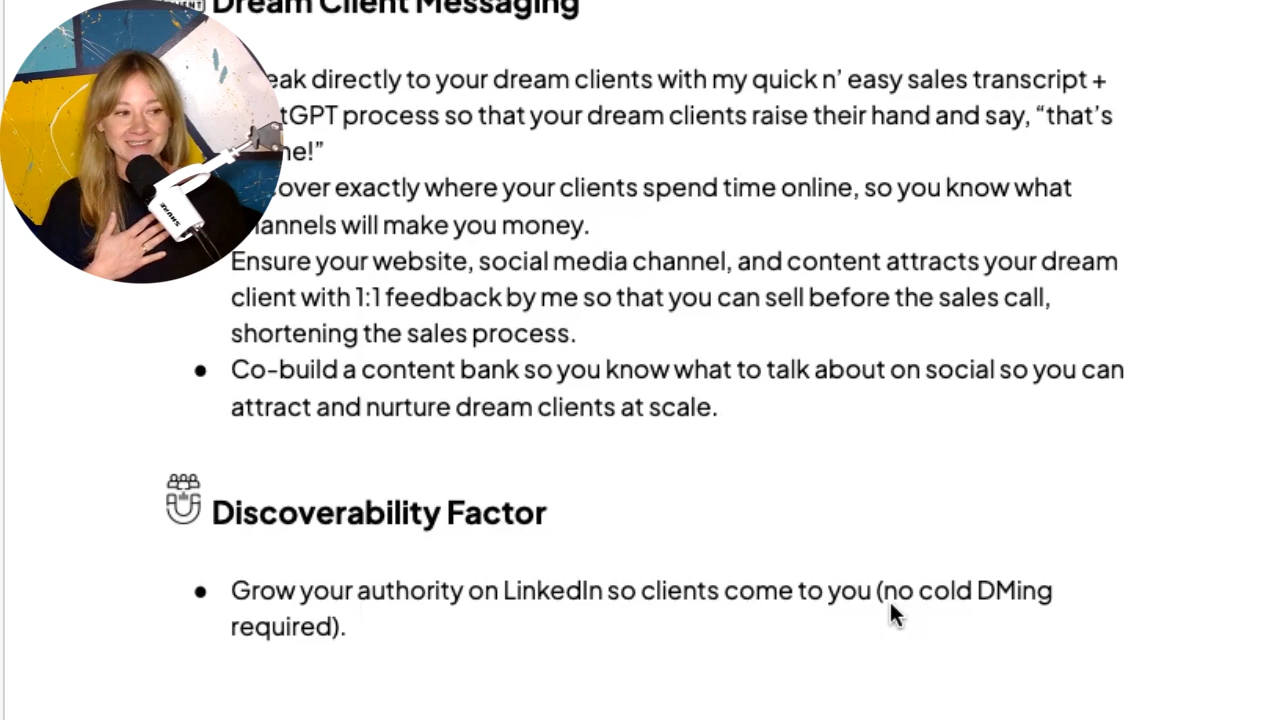 Dream Client Messaging
eak directly to your dream clients with my quick n' easy sales transcript +
tGPT process so that your dream clients raise their hand and say, “that's
ne!”
over exactly where your clients spend time online, so you know what
hannels will make you money.
Ensure your website, social media channel, and content attracts your dream
client with 1:1 feedback by me so that you can sell before the sales call,
shortening the sales process.
● Co-build a content bank so you know what to talk about on social so you can
attract and nurture dream clients at scale.
Discoverability Factor
● Grow your authority on LinkedIn so clients come to you (no cold DMing
required).